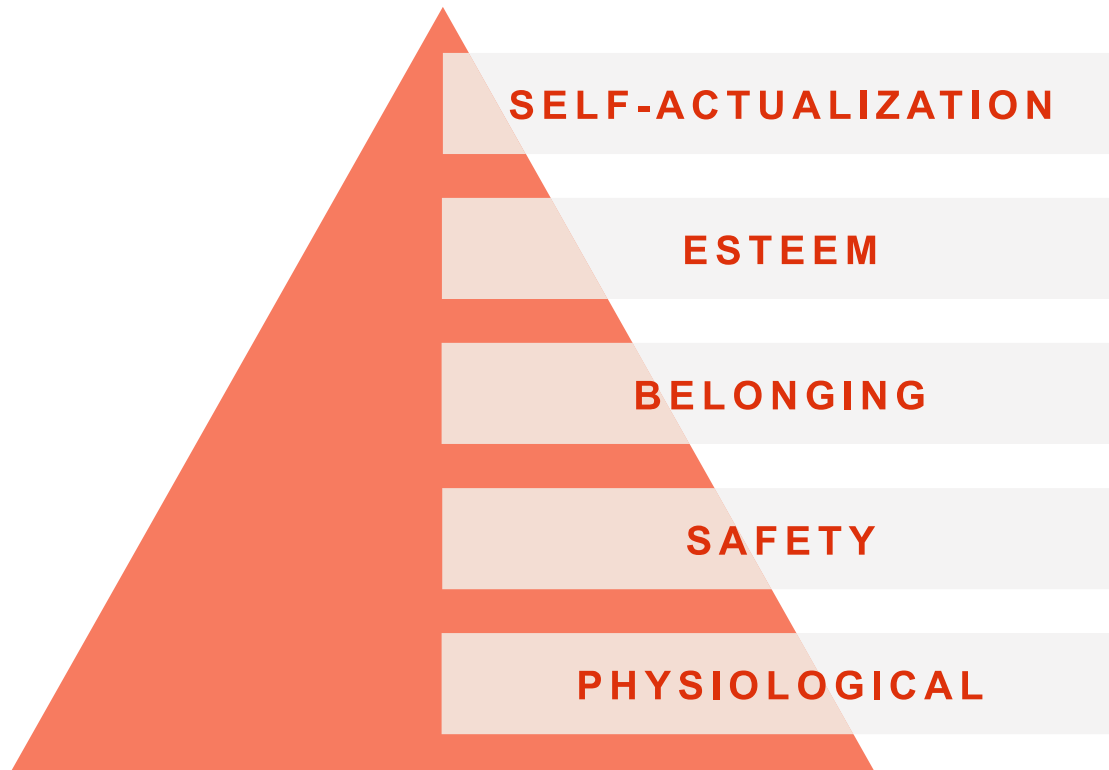 SELF-ACTUALIZATION
ESTEEM
BELONGING
SAFETY
PHYSIOLOGICAL